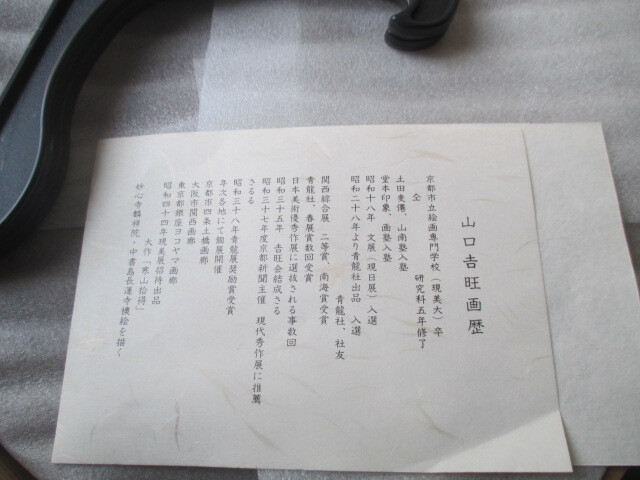 山口吉旺画歴
京都市立絵画専門学校（現美大）卒
仝　研究科五年修了
土田麦僊、山南塾入塾
堂本印象、画塾入塾
昭和十八年　文展（現日展）入選
昭和二十八年より青龍社出品　入選
青龍社、社友
関西綜合展、二等賞、南海賞受賞
青龍社、春展賞数回受賞
日本美術優秀作展に選抜される事数回
昭和三十五年　吉旺会結成さる
昭和三十七年度京都新聞主催　現代秀作展に推薦
さるる
昭和三十八年青龍展奨励賞受賞
年次各地にて個展開催
京都市四条土橋画廊
大阪市関西画廊
東京都銀座ヨコヤマ画廊
昭和四十四年現美展招待出品
大作「寒山拾得」
妙心寺麟祥院・中書島長運寺襖絵を描く